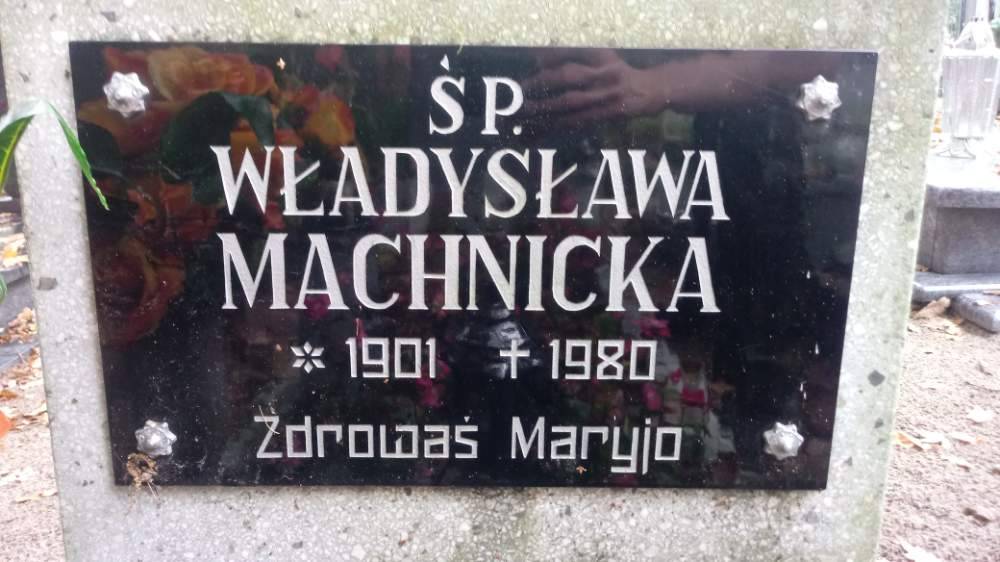 ŚP.
WŁADYSŁAWA
MACHNICKA
* 1901 ✝ 1980
Zdrowaś Maryjo